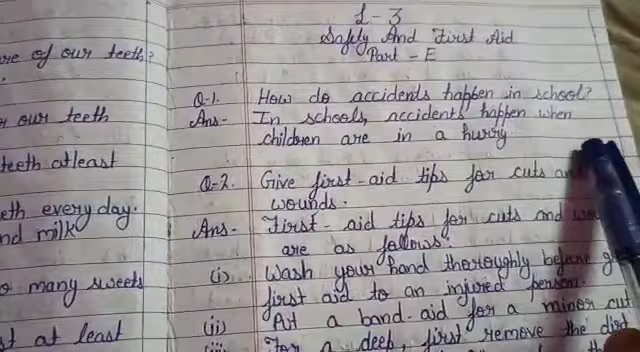 re of our teeth?
our teeth
teeth atleast
eth every day.
nd milk
many sweets
at least
L - 3
Safety And First Aid
Part - E
Q-1. How do accidents happen in school?
Ans- In schools, accidents happen when
children are in a hurry
Q-2. Give first-aid tips for cuts an
wounds.
Ans- First-aid tips for cuts and
are as follows:
(i) Wash your hand thoroughly before g
first aid to an injured person.
(ii) At a band-aid for a minor cut
(iii) For a deep, first remove the dirt